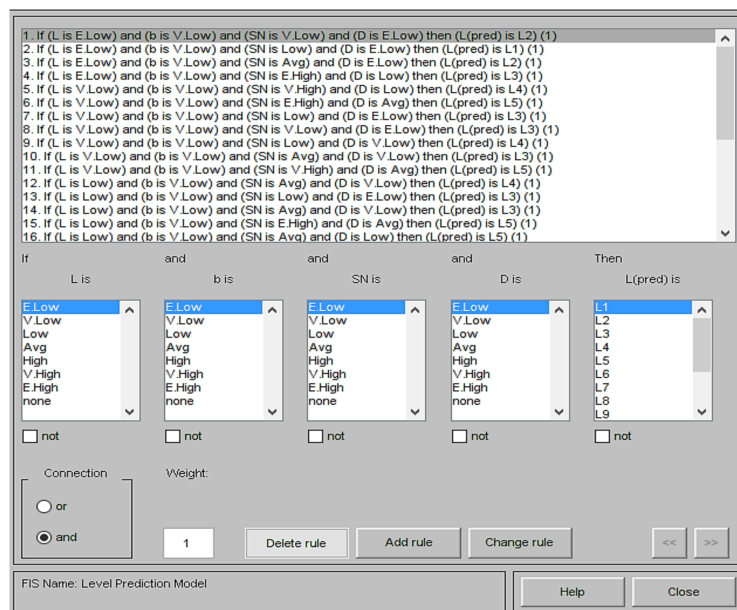 1. If (L is E.Low) and (b is V.Low) and (SN is V.Low) and (D is E.Low) then (L(pred) is L2) (1)
2. If (L is E.Low) and (b is V.Low) and (SN is Low) and (D is E.Low) then (L(pred) is L1) (1)
3. If (L is E.Low) and (b is V.Low) and (SN is Avg) and (D is E.Low) then (L(pred) is L2) (1)
4. If (L is E.Low) and (b is V.Low) and (SN is E.High) and (D is Low) then (L(pred) is L3) (1)
5. If (L is V.Low) and (b is V.Low) and (SN is V.High) and (D is Low) then (L(pred) is L4) (1)
6. If (L is V.Low) and (b is V.Low) and (SN is E.High) and (D is Avg) then (L(pred) is L5) (1)
7. If (L is V.Low) and (b is V.Low) and (SN is Low) and (D is E.Low) then (L(pred) is L3) (1)
8. If (L is V.Low) and (b is V.Low) and (SN is V.Low) and (D is E.Low) then (L(pred) is L3) (1)
9. If (L is V.Low) and (b is V.Low) and (SN is Low) and (D is V.Low) then (L(pred) is L4) (1)
10. If (L is V.Low) and (b is V.Low) and (SN is Avg) and (D is V.Low) then (L(pred) is L3) (1)
11. If (L is V.Low) and (b is V.Low) and (SN is V.High) and (D is Avg) then (L(pred) is L5) (1)
12. If (L is Low) and (b is V.Low) and (SN is Avg) and (D is V.Low) then (L(pred) is L4) (1)
13. If (L is Low) and (b is V.Low) and (SN is Low) and (D is E.Low) then (L(pred) is L3) (1)
14. If (L is Low) and (b is V.Low) and (SN is Avg) and (D is V.Low) then (L(pred) is L3) (1)
15. If (L is Low) and (b is V.Low) and (SN is E.High) and (D is Avg) then (L(pred) is L5) (1)
16. If (L is Low) and (b is V.Low) and (SN is Avg) and (D is Low) then (L(pred) is L5) (1)
If and and and Then
L is b is SN is D is L(pred) is
E.Low E.Low E.Low E.Low L1
V.Low V.Low V.Low V.Low L2
Low Low Low Low L3
Avg Avg Avg Avg L4
High High High High L5
V.High V.High V.High V.High L6
E.High E.High E.High E.High L7
none none none none L8
L9
not not not not not
Connection Weight:
or
and 1 Delete rule Add rule Change rule << >>
FIS Name: Level Prediction Model
Help Close